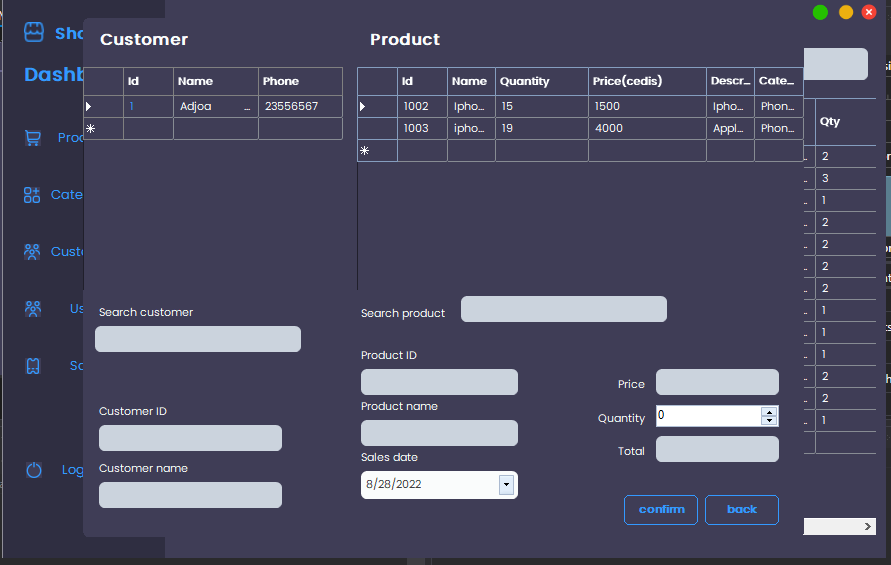 Sho
Customer
Product
Dashb
Id Name Phone
Id Name Quantity Price(cedis) Descr... Cate...
1 Adjoa ... 23556567
1002 Ipho... 15 1500 Ipho... Phon...
1003 ipho... 19 4000 Appl... Phon...
Qty
2
3
1
2
2
2
2
1
1
1
2
2
1
Prod
Cate
Custo
Us
Sa
Log
Search customer
Search product
Product ID
Price
Customer ID
Product name
Quantity 0
Total
Customer name
Sales date
8/28/2022
confirm back